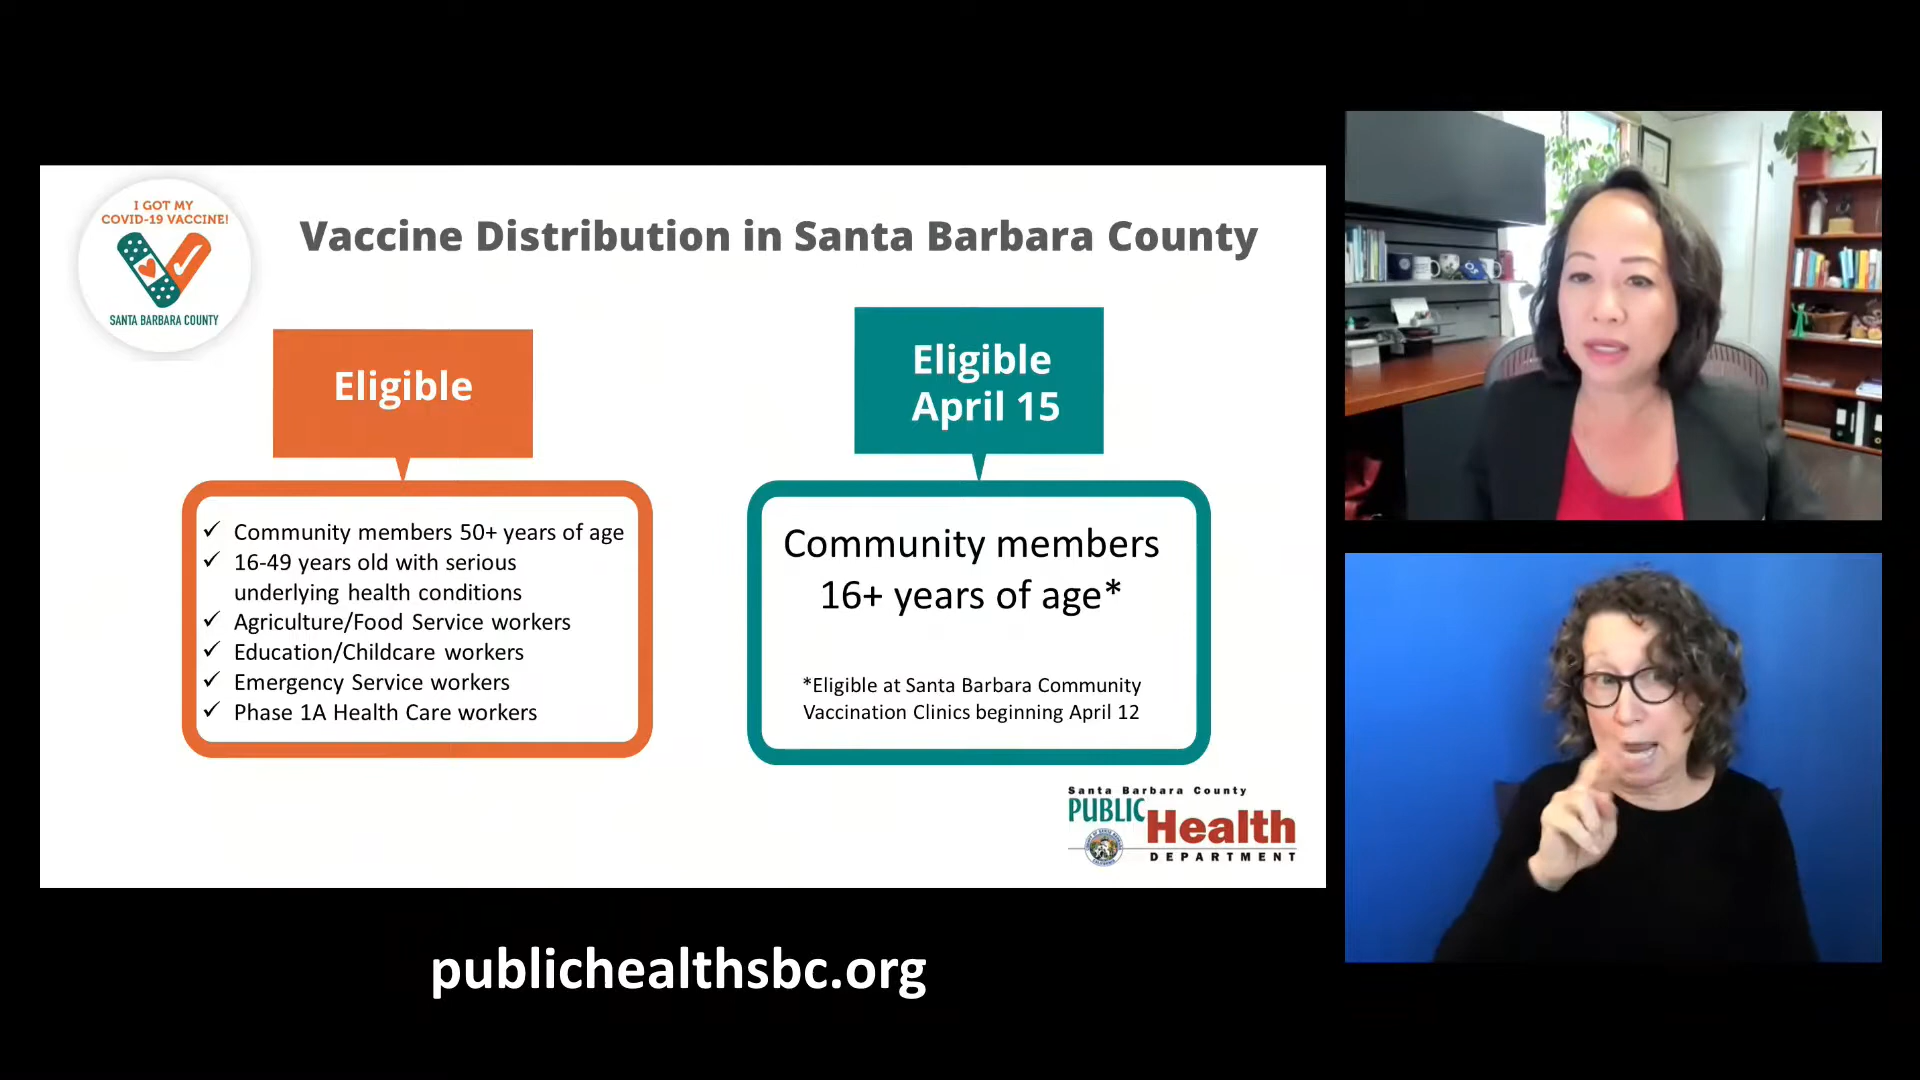 I GOT MY
COVID-19 VACCINE!
SANTA BARBARA COUNTY
Vaccine Distribution in Santa Barbara County
Eligible
✓ Community members 50+ years of age
✓ 16-49 years old with serious
underlying health conditions
✓ Agriculture/Food Service workers
✓ Education/Childcare workers
✓ Emergency Service workers
✓ Phase 1A Health Care workers
Eligible
April 15
Community members
16+ years of age*
*Eligible at Santa Barbara Community
Vaccination Clinics beginning April 12
Santa Barbara County
PUBLIC Health
DEPARTMENT
publichealthsbc.org